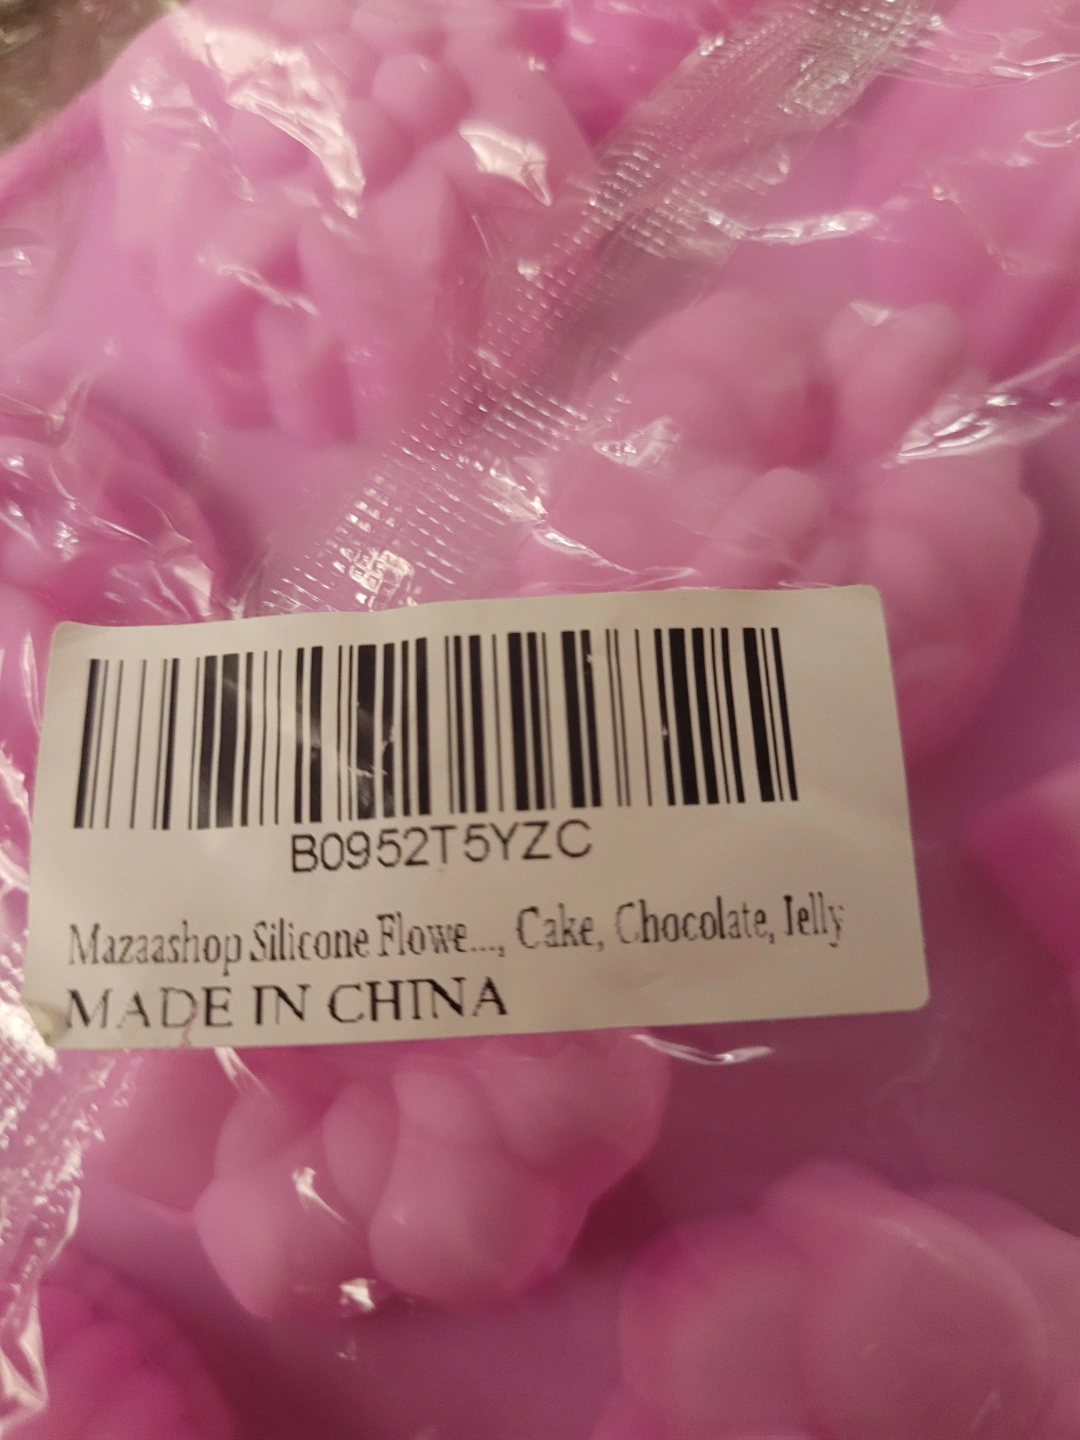 B0952T5YZC
Mazaashop Silicone Flowe..., Cake, Chocolate, Jelly
MADE IN CHINA